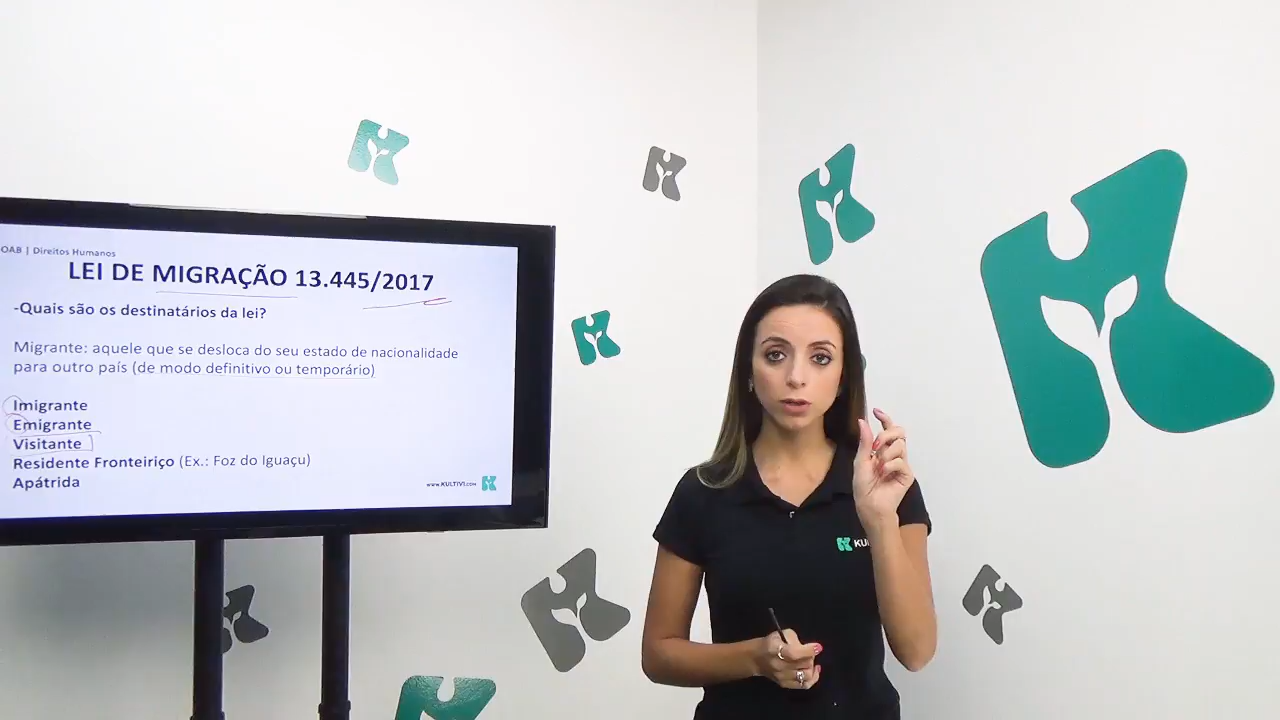 OAB | Direitos Humanos
LEI DE MIGRAÇÃO 13.445/2017
-Quais são os destinatários da lei?
Migrante: aquele que se desloca do seu estado de nacionalidade
para outro país (de modo definitivo ou temporário)
Imigrante
Emigrante
Visitante
Residente Fronteiriço (Ex.: Foz do Iguaçu)
Apátrida
www.KULTIVI.com